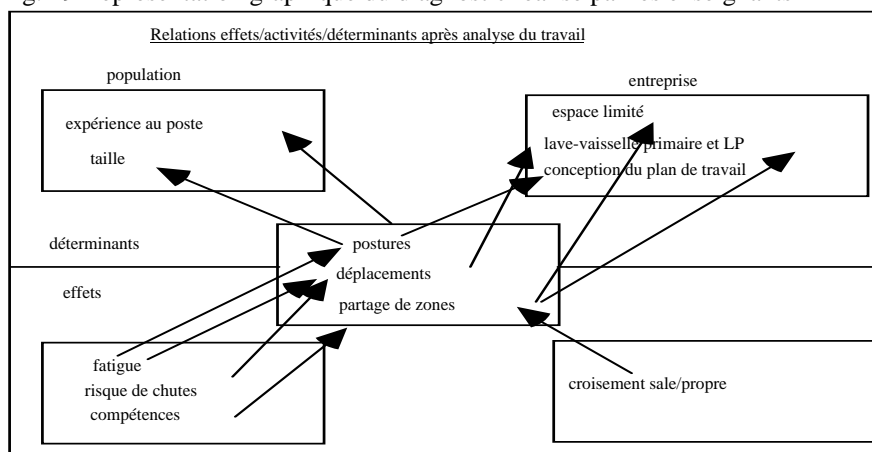 Relations effets/activités/déterminants après analyse du travail
population
entreprise
expérience au poste
taille
espace limité
lave-vaisselle primaire et LP
conception du plan de travail
déterminants
postures
déplacements
partage de zones
effets
fatigue
risque de chutes
compétences
croisement sale/propre